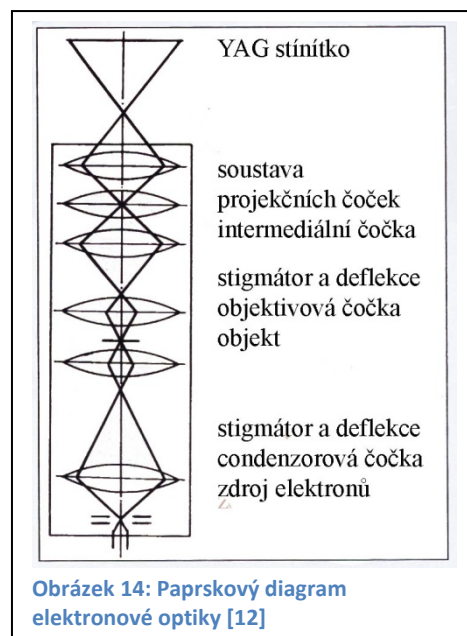 YAG stínítko
soustava
projekčních čoček
intermediální čočka
stigmátor a deflekce
objektivová čočka
objekt
stigmátor a deflekce
condenzorová čočka
zdroj elektronů
Obrázek 14: Paprskový diagram
elektronové optiky [12]